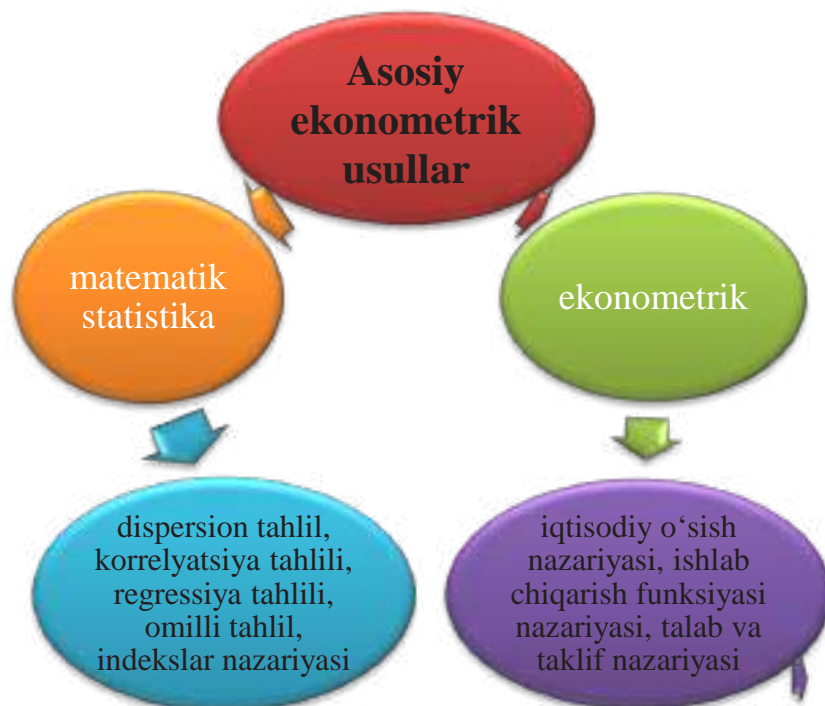 Asosiy
ekonometrik
usullar
matematik
statistika
ekonometrik
dispersion tahlil,
korrelyatsiya tahlili,
regressiya tahlili,
omilli tahlil,
indekslar nazariyasi
iqtisodiy o‘sish
nazariyasi, ishlab
chiqarish funksiyasi
nazariyasi, talab va
taklif nazariyasi